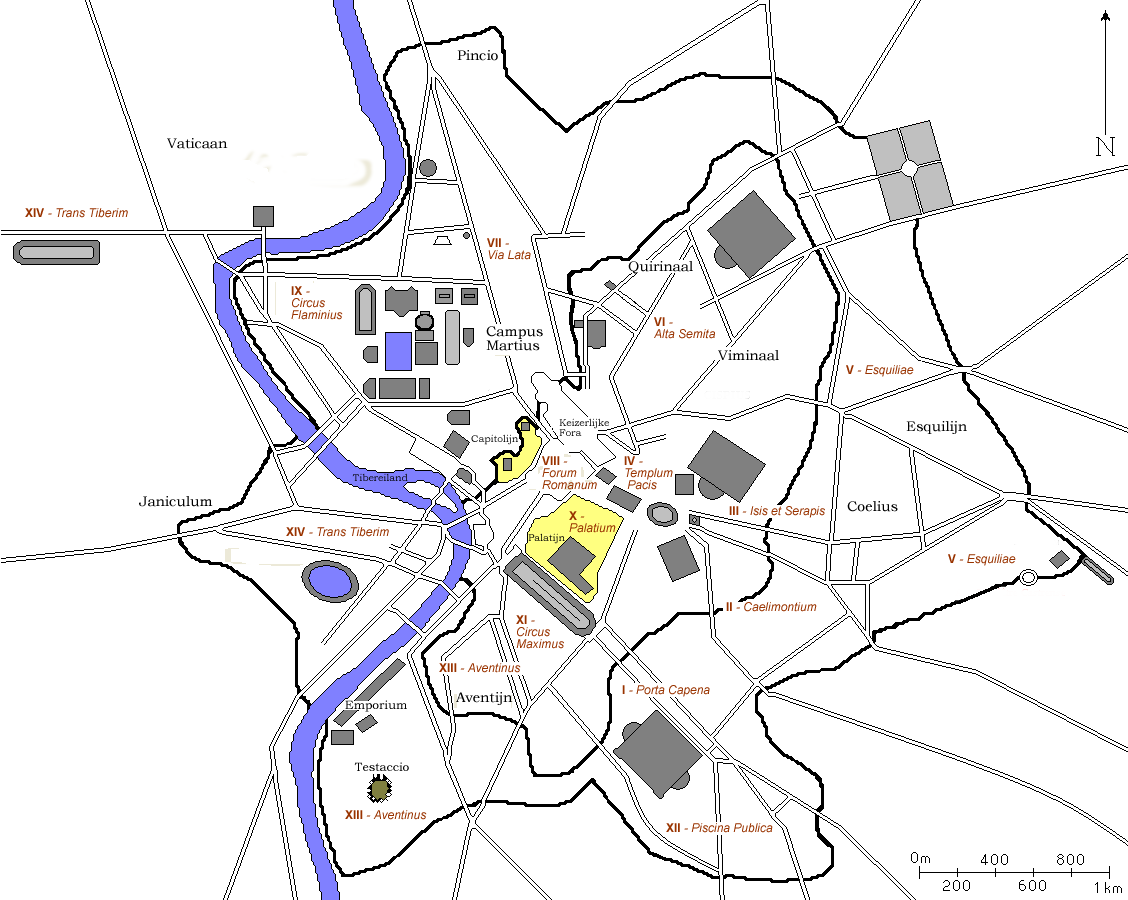 Pincio
N
Vaticaan
XIV - Trans Tiberim
VII -
Via Lata
Quirinaal
IX -
Circus
Flaminius
VI -
Alta Semita
Campus
Martius
Viminaal
V - Esquiliae
Keizerlijke
Fora
Esquilijn
Capitolijn
VIII -
Forum
Romanum
IV -
Templum
Pacis
Tibereiland
Janiculum
Coelius
III - Isis et Serapis
X -
Palatium
XIV - Trans Tiberim
Palatijn
V - Esquiliae
II - Caelimontium
XI -
Circus
Maximus
XIII - Aventinus
I - Porta Capena
Aventijn
Emporium
Testaccio
XIII - Aventinus
XII - Piscina Publica
0m 400 800
200 600 1km